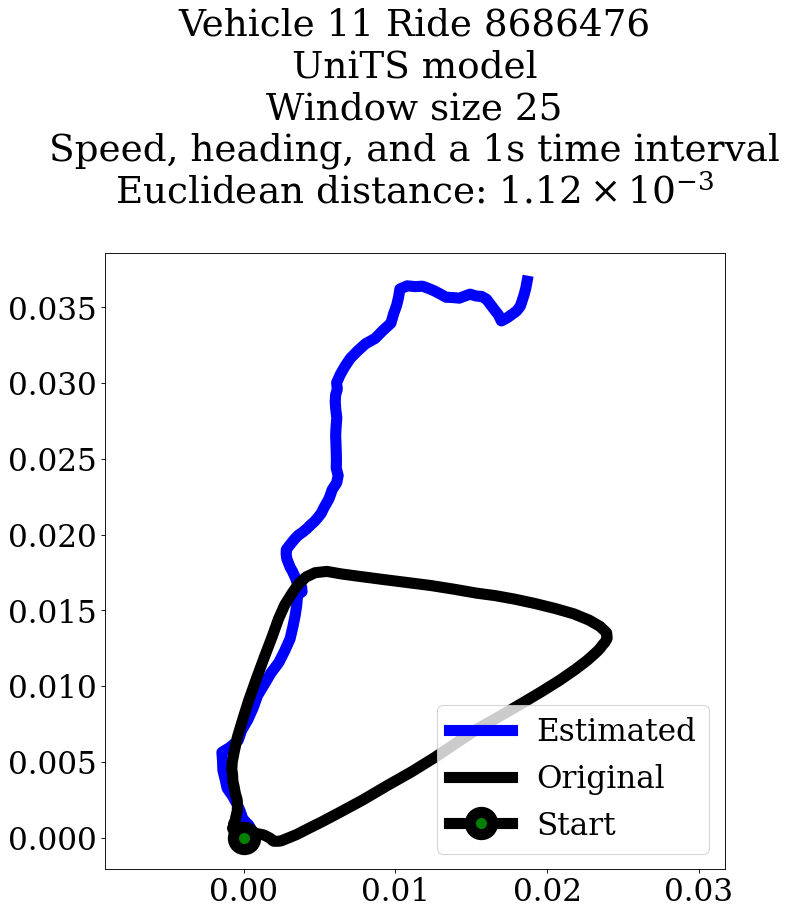 Vehicle 11 Ride 8686476
UniTS model
Window size 25
Speed, heading, and a 1s time interval
Euclidean distance: 1.12 × 10⁻³
0.035
0.030
0.025
0.020
0.015
0.010
0.005
0.000
Estimated
Original
Start
0.00 0.01 0.02 0.03